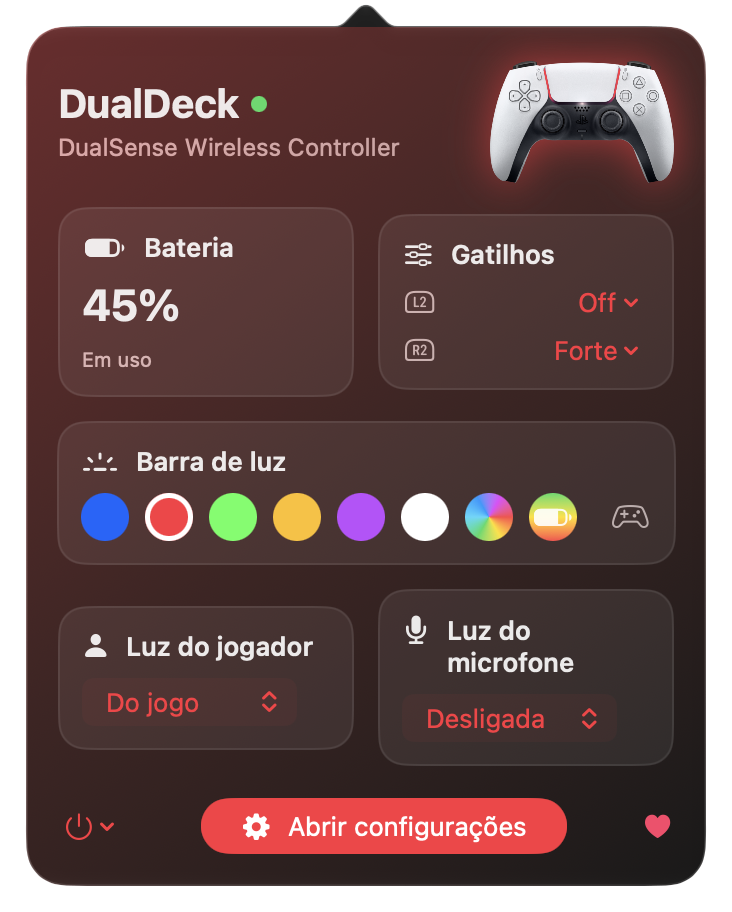 DualDeck
DualSense Wireless Controller
Bateria
45%
Em uso
Gatilhos
L2
Off
R2
Forte
Barra de luz
Luz do jogador
Do jogo
Luz do
microfone
Desligada
Abrir configurações